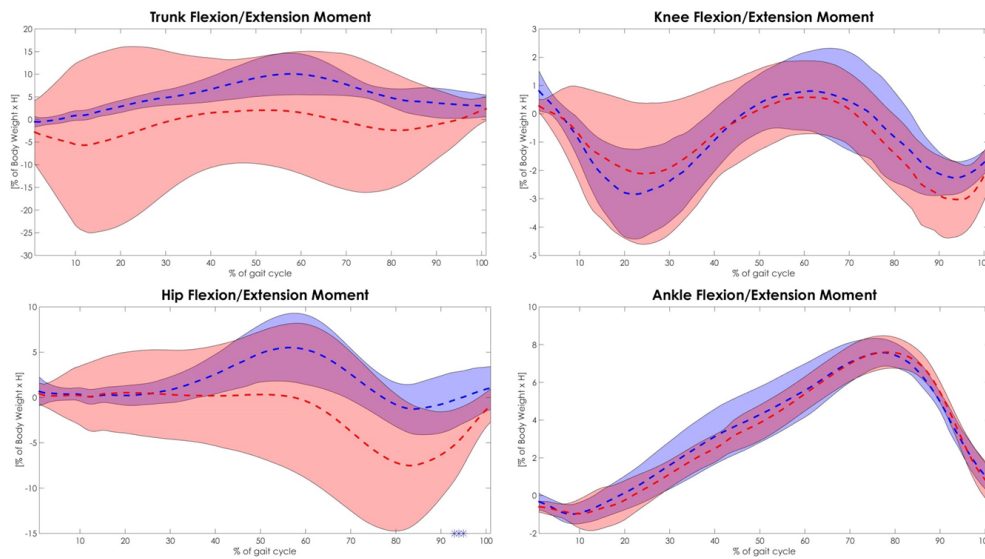 Trunk Flexion/Extension Moment
[% of Body Weight x H]
20
15
10
5
0
-5
-10
-15
-20
-25
-30
10 20 30 40 50 60 70 80 90 100
% of gait cycle
Knee Flexion/Extension Moment
[% of Body Weight x H]
3
2
1
0
-1
-2
-3
-4
-5
10 20 30 40 50 60 70 80 90 100
% of gait cycle
Hip Flexion/Extension Moment
[% of Body Weight x H]
10
5
0
-5
-10
-15
10 20 30 40 50 60 70 80 90 100
***
% of gait cycle
Ankle Flexion/Extension Moment
[% of Body Weight x H]
10
8
6
4
2
0
-2
10 20 30 40 50 60 70 80 90 100
% of gait cycle